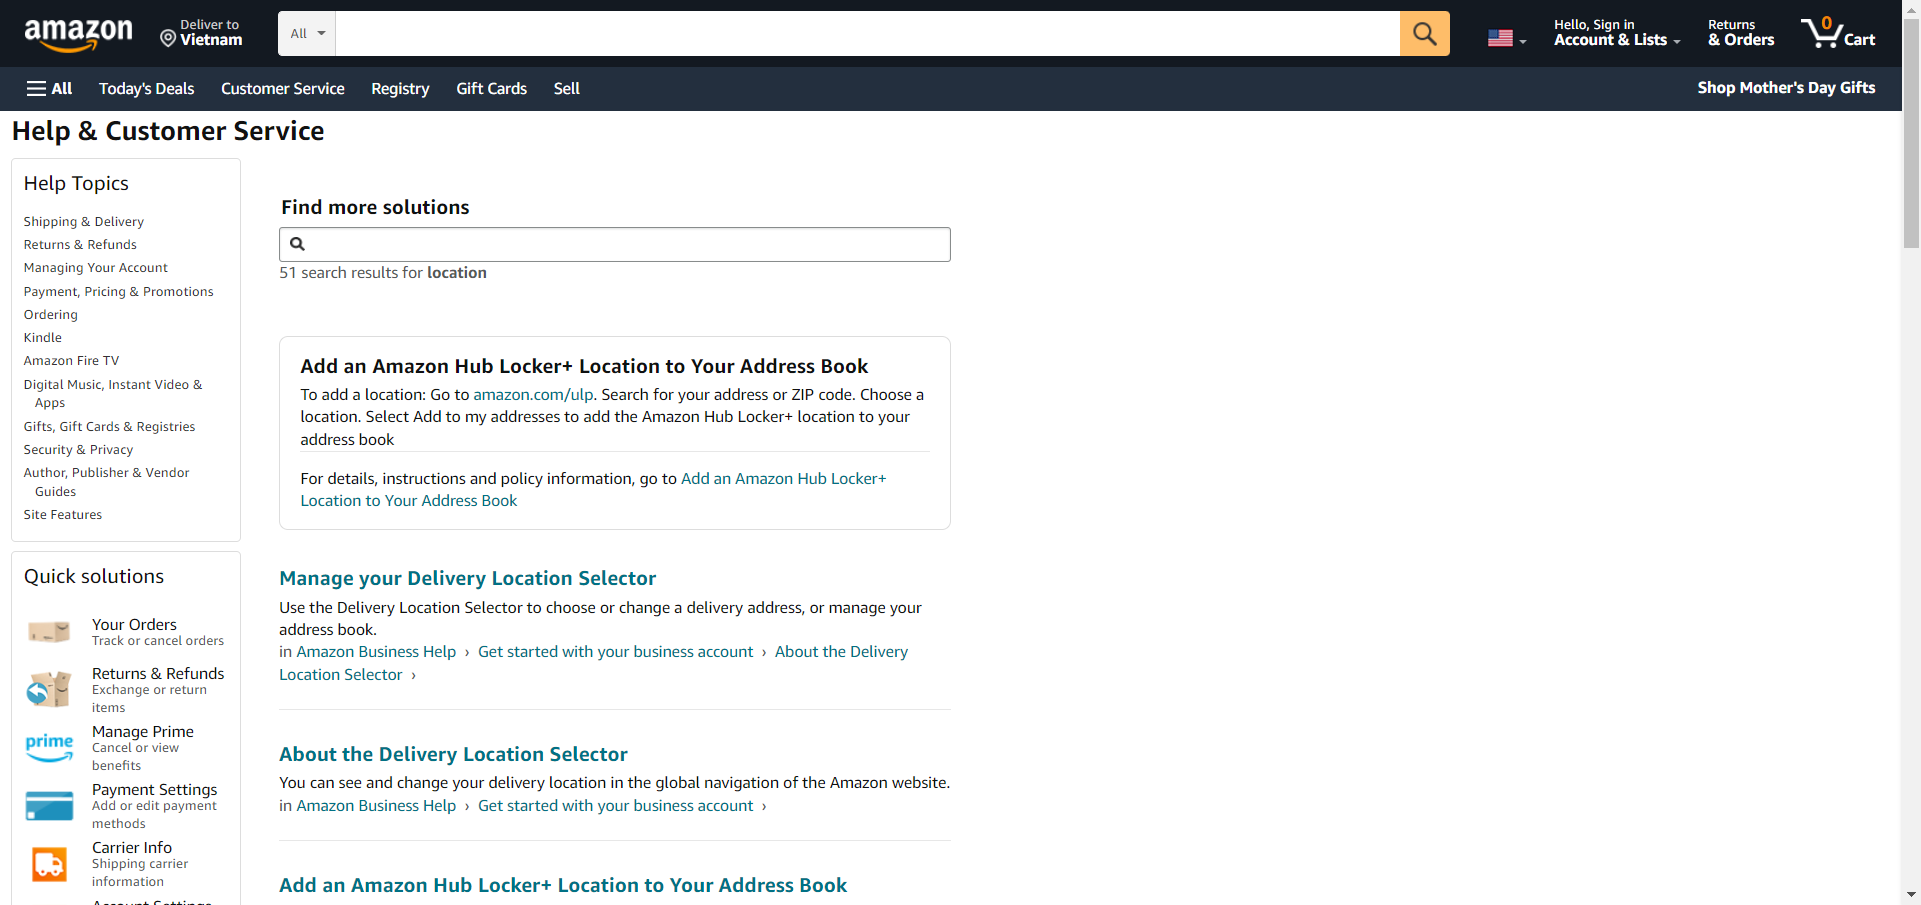 amazon
Deliver to
Vietnam
All
Hello, Sign in
Account & Lists
Returns
& Orders
0
Cart
All
Today's Deals
Customer Service
Registry
Gift Cards
Sell
Shop Mother's Day Gifts
Help & Customer Service
Help Topics
Shipping & Delivery
Returns & Refunds
Managing Your Account
Payment, Pricing & Promotions
Ordering
Kindle
Amazon Fire TV
Digital Music, Instant Video &
Apps
Gifts, Gift Cards & Registries
Security & Privacy
Author, Publisher & Vendor
Guides
Site Features
Quick solutions
Your Orders
Track or cancel orders
Returns & Refunds
Exchange or return
items
prime
Manage Prime
Cancel or view
benefits
Payment Settings
Add or edit payment
methods
Carrier Info
Shipping carrier
information
Account Settings
Find more solutions
51 search results for location
Add an Amazon Hub Locker+ Location to Your Address Book
To add a location: Go to amazon.com/ulp. Search for your address or ZIP code. Choose a
location. Select Add to my addresses to add the Amazon Hub Locker+ location to your
address book
For details, instructions and policy information, go to Add an Amazon Hub Locker+
Location to Your Address Book
Manage your Delivery Location Selector
Use the Delivery Location Selector to choose or change a delivery address, or manage your
address book.
in Amazon Business Help › Get started with your business account › About the Delivery
Location Selector ›
About the Delivery Location Selector
You can see and change your delivery location in the global navigation of the Amazon website.
in Amazon Business Help › Get started with your business account ›
Add an Amazon Hub Locker+ Location to Your Address Book